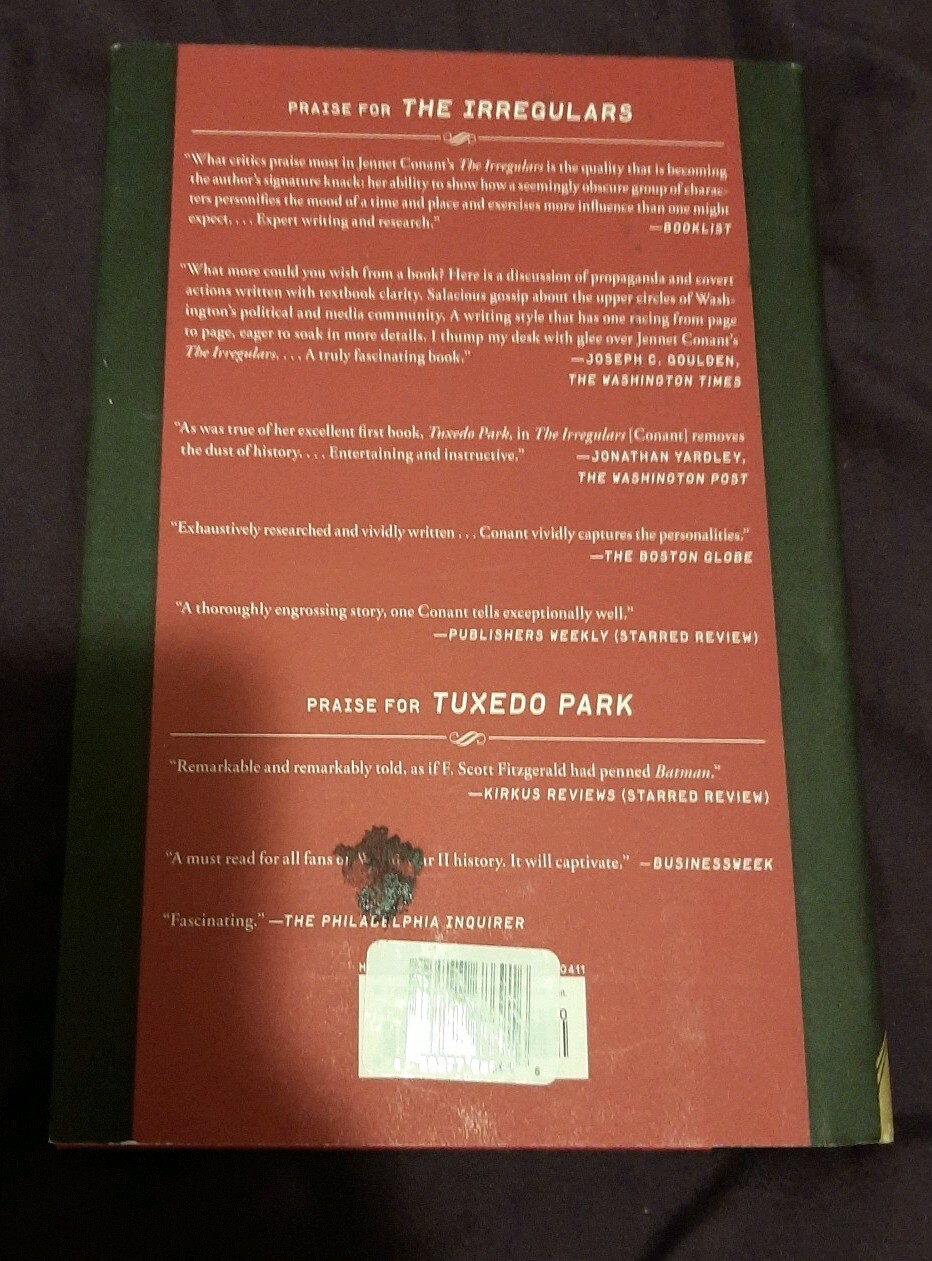 PRAISE FOR THE IRREGULARS
"What critics praise most in Jennet Conant's The Irregulars is the quality that is becoming
the author's signature knack: her ability to show how a seemingly obscure group of charac-
ters personifies the mood of a time and place and exercises more influence than one might
expect. . . . Expert writing and research."
—BOOKLIST
"What more could you wish from a book? Here is a discussion of propaganda and covert
actions written with textbook clarity. Salacious gossip about the upper circles of Wash-
ington's political and media community. A writing style that has one racing from page
to page, eager to soak in more details. I thump my desk with glee over Jennet Conant's
The Irregulars. . . . A truly fascinating book."
—JOSEPH C. GOULDEN,
THE WASHINGTON TIMES
"As was true of her excellent first book, Tuxedo Park, in The Irregulars [Conant] removes
the dust of history. . . . Entertaining and instructive."
—JONATHAN YARDLEY,
THE WASHINGTON POST
"Exhaustively researched and vividly written . . . Conant vividly captures the personalities."
—THE BOSTON GLOBE
"A thoroughly engrossing story, one Conant tells exceptionally well."
—PUBLISHERS WEEKLY (STARRED REVIEW)
PRAISE FOR TUXEDO PARK
"Remarkable and remarkably told, as if F. Scott Fitzgerald had penned Batman."
—KIRKUS REVIEWS (STARRED REVIEW)
"A must read for all fans II history. It will captivate." —BUSINESSWEEK
"Fascinating." —THE PHILADELPHIA INQUIRER
0411
6